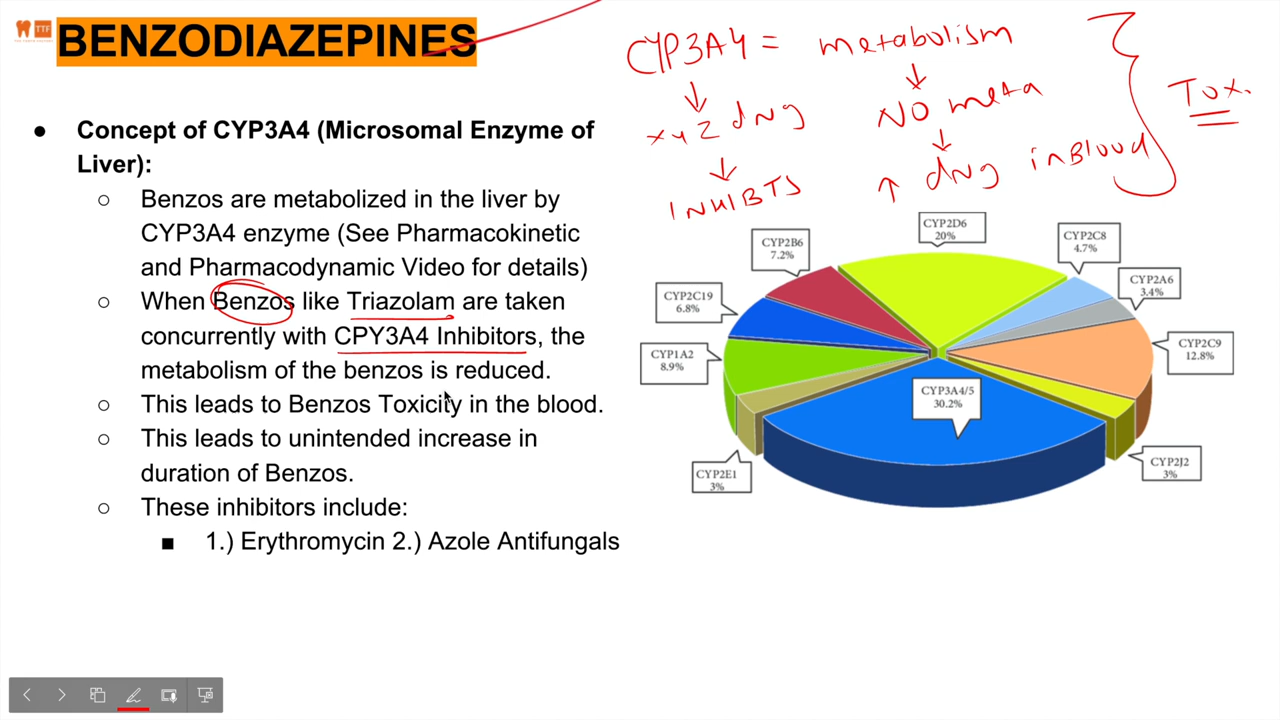 TTF
BENZODIAZEPINES
● Concept of CYP3A4 (Microsomal Enzyme of
Liver):
○ Benzos are metabolized in the liver by
CYP3A4 enzyme (See Pharmacokinetic
and Pharmacodynamic Video for details)
○ When Benzos like Triazolam are taken
concurrently with CPY3A4 Inhibitors, the
metabolism of the benzos is reduced.
○ This leads to Benzos Toxicity in the blood.
○ This leads to unintended increase in
duration of Benzos.
○ These inhibitors include:
■ 1.) Erythromycin 2.) Azole Antifungals
CYP3A4 = metabolism
↓ ↓
xyz drug NO meta
↓ ↓
INHIBTS ↑ drug in Blood
Tox.
CYP2D6
20%
CYP2B6
7.2%
CYP2C8
4.7%
CYP2A6
3.4%
CYP2C19
6.8%
CYP2C9
12.8%
CYP1A2
8.9%
CYP3A4/5
30.2%
CYP2E1
3%
CYP2J2
3%